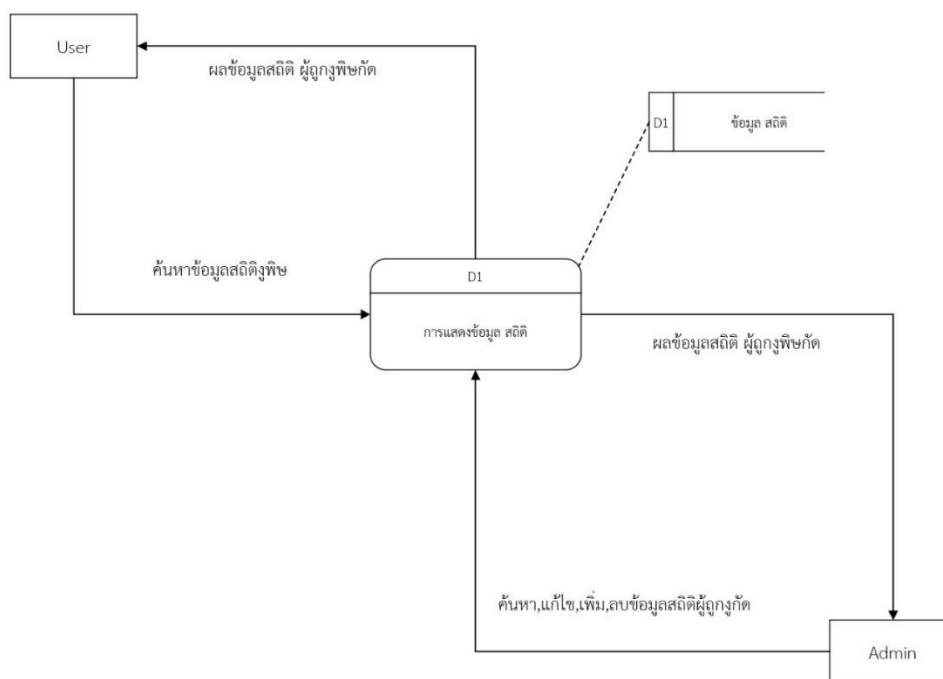 User
ผลข้อมูลสถิติ ผู้ถูกงูพิษกัด
D1
ข้อมูล สถิติ
ค้นหาข้อมูลสถิติงูพิษ
D1
การแสดงข้อมูล สถิติ
ผลข้อมูลสถิติ ผู้ถูกงูพิษกัด
ค้นหา,แก้ไข,เพิ่ม,ลบข้อมูลสถิติผู้ถูกงูกัด
Admin